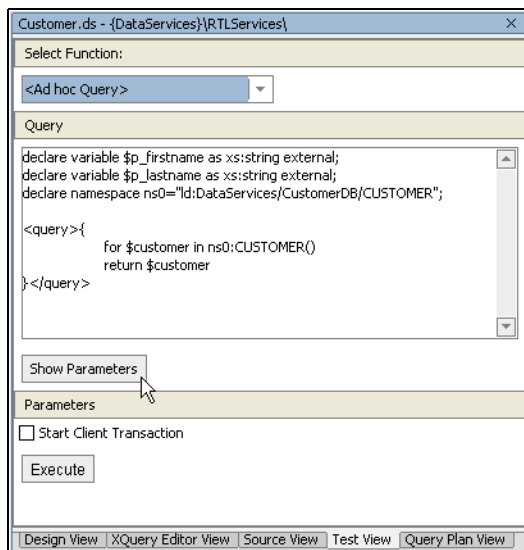 Customer.ds - {DataServices}\RTLServices\
Select Function:
<Ad hoc Query>
Query
declare variable $p_firstname as xs:string external;
declare variable $p_lastname as xs:string external;
declare namespace ns0="ld:DataServices/CustomerDB/CUSTOMER";
<query>{
for $customer in ns0:CUSTOMER()
return $customer
}</query>
Show Parameters
Parameters
Start Client Transaction
Execute
Design View XQuery Editor View Source View Test View Query Plan View